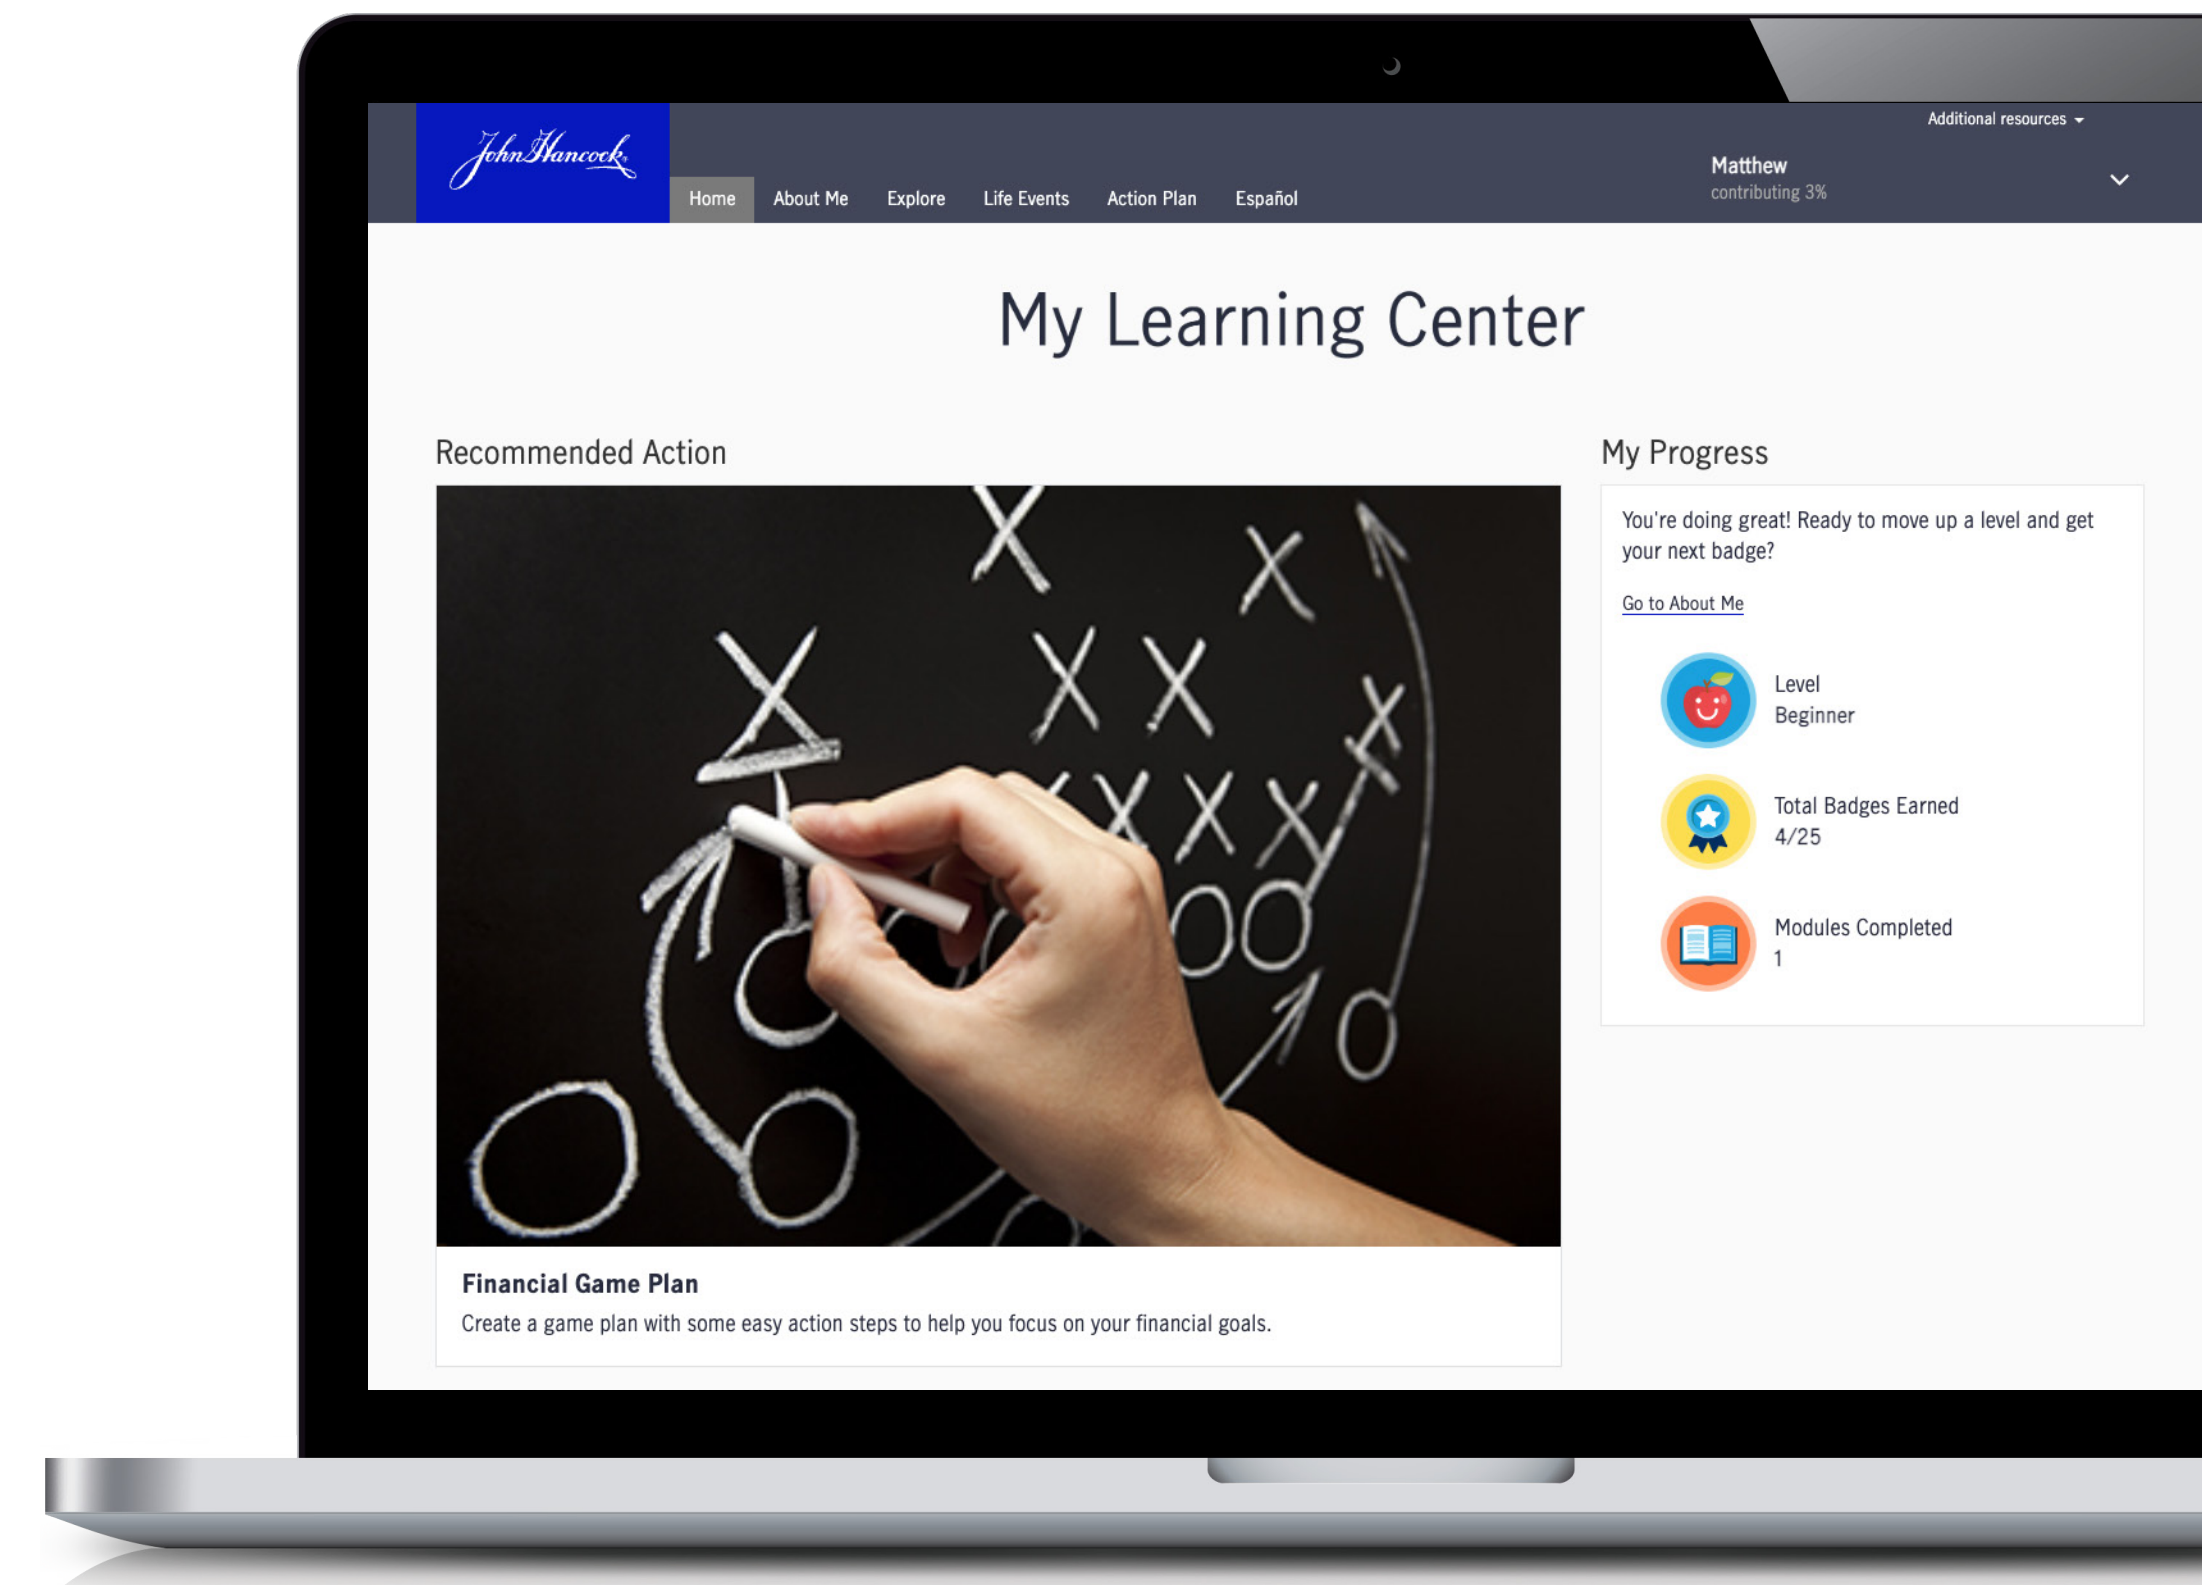 Additional resources
John Hancock
Matthew
contributing 3%
Home
About Me
Explore
Life Events
Action Plan
Español
My Learning Center
Recommended Action
My Progress
You're doing great! Ready to move up a level and get
your next badge?
Go to About Me
Level
Beginner
Total Badges Earned
4/25
Modules Completed
1
Financial Game Plan
Create a game plan with some easy action steps to help you focus on your financial goals.